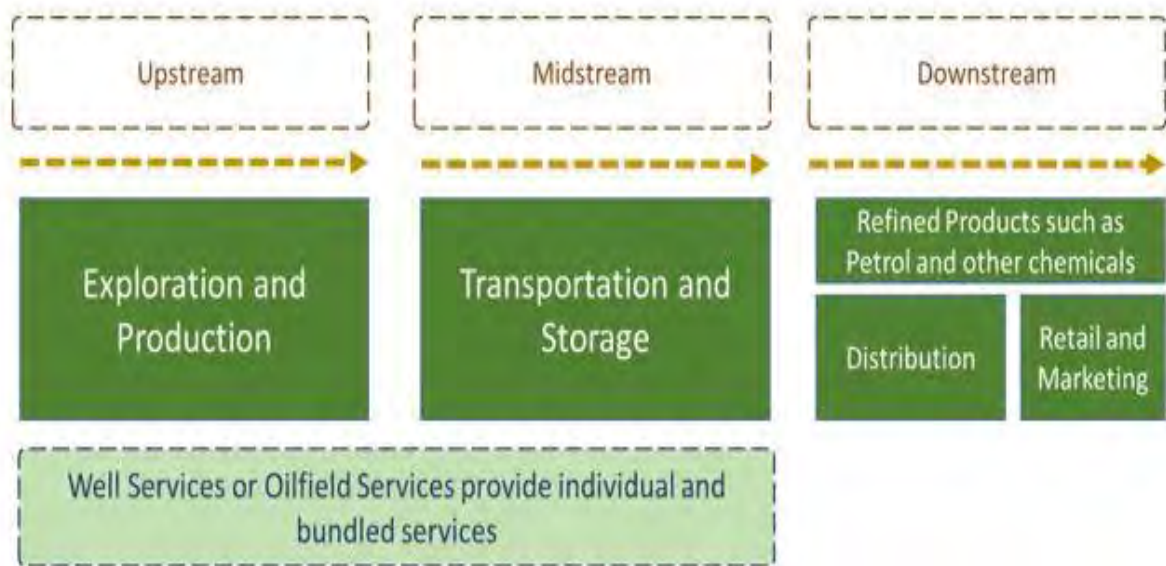 Upstream
Midstream
Downstream
Exploration and
Production
Transportation and
Storage
Refined Products such as
Petrol and other chemicals
Distribution
Retail and
Marketing
Well Services or Oilfield Services provide individual and
bundled services